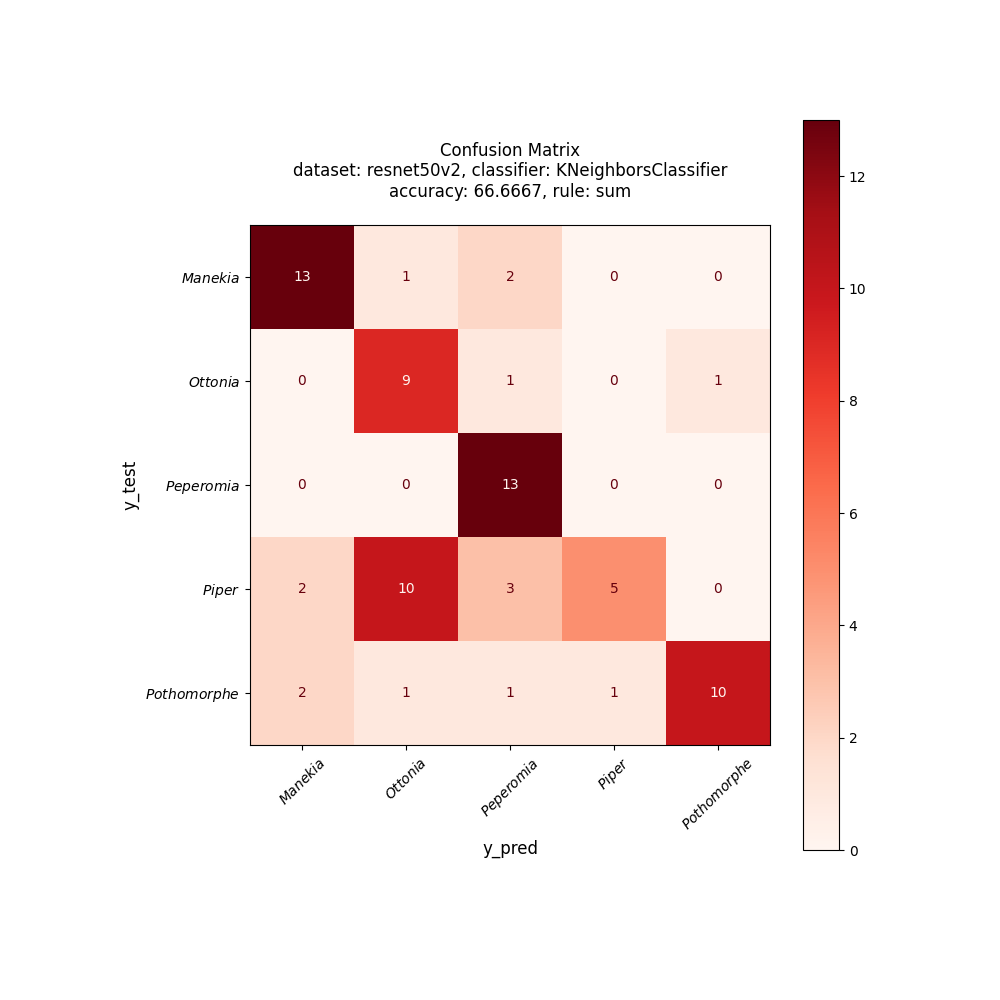 Confusion Matrix
dataset: resnet50v2, classifier: KNeighborsClassifier
accuracy: 66.6667, rule: sum
Manekia 13 1 2 0 0
Ottonia 0 9 1 0 1
Peperomia 0 0 13 0 0
Piper 2 10 3 5 0
Pothomorphe 2 1 1 1 10
Manekia Ottonia Peperomia Piper Pothomorphe
y_test
y_pred
12
10
8
6
4
2
0